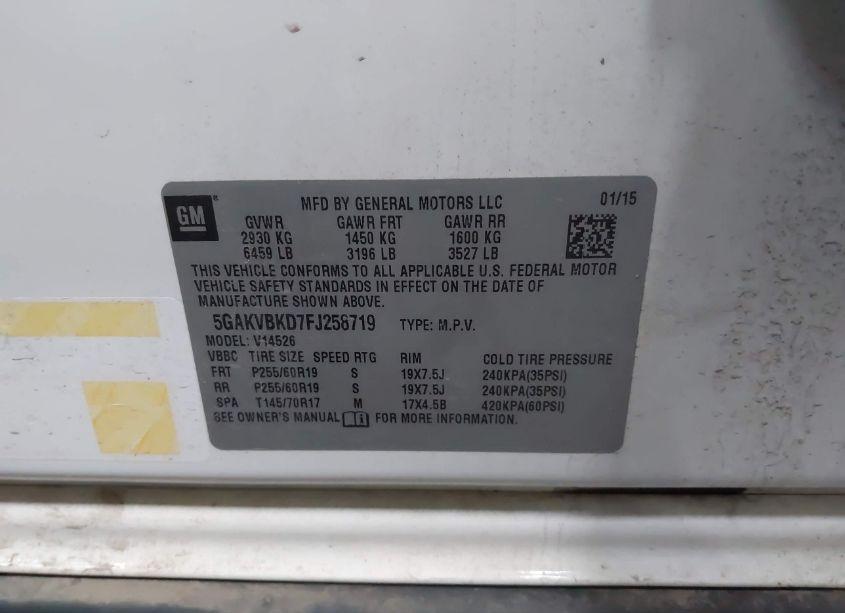 GM
MFD BY GENERAL MOTORS LLC 01/15
GVWR GAWR FRT GAWR RR
2930 KG 1450 KG 1600 KG
6459 LB 3196 LB 3527 LB
THIS VEHICLE CONFORMS TO ALL APPLICABLE U.S. FEDERAL MOTOR
VEHICLE SAFETY STANDARDS IN EFFECT ON THE DATE OF
MANUFACTURE SHOWN ABOVE.
5GAKVBKD7FJ258719 TYPE: M.P.V.
MODEL: V14526
VBBC TIRE SIZE SPEED RTG RIM COLD TIRE PRESSURE
FRT P255/60R19 S 19X7.5J 240KPA(35PSI)
RR P255/60R19 S 19X7.5J 240KPA(35PSI)
SPA T145/70R17 M 17X4.5B 420KPA(60PSI)
SEE OWNER'S MANUAL FOR MORE INFORMATION.